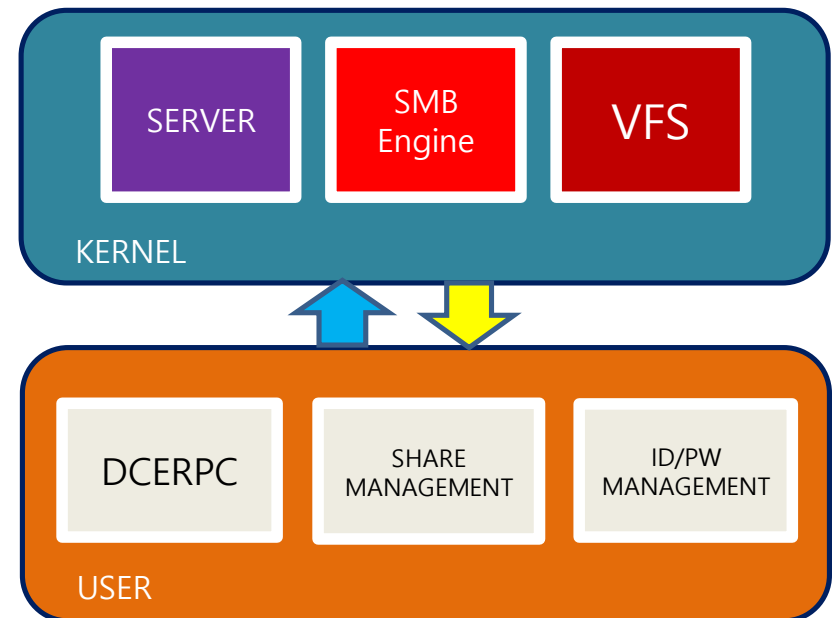 SERVER
SMB
Engine
VFS
KERNEL
DCERPC
SHARE
MANAGEMENT
ID/PW
MANAGEMENT
USER